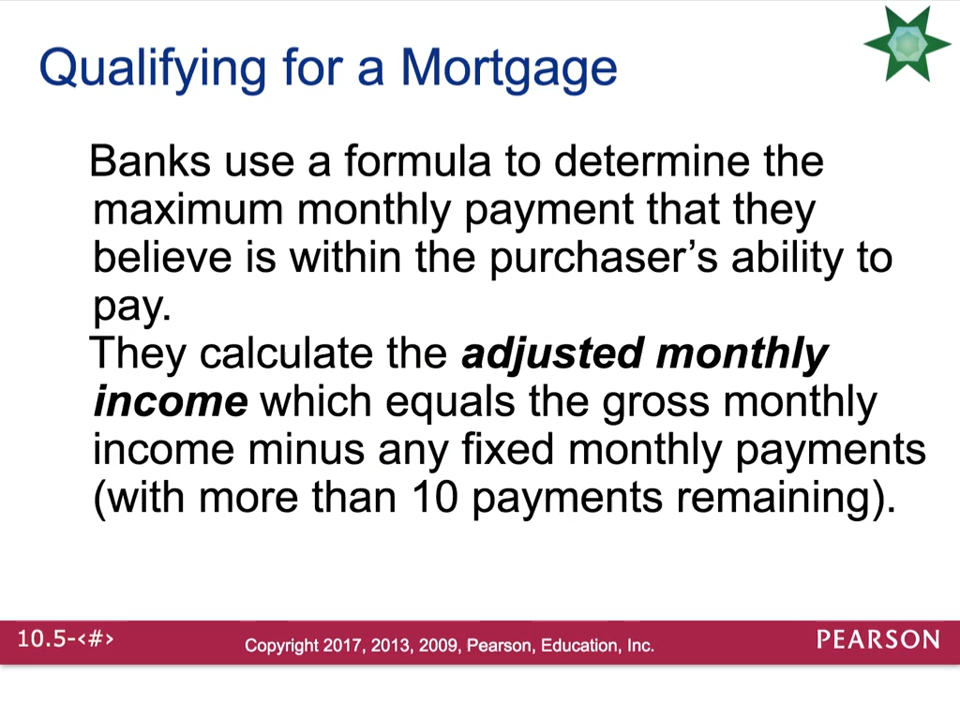 Qualifying for a Mortgage
Banks use a formula to determine the
maximum monthly payment that they
believe is within the purchaser’s ability to
pay.
They calculate the adjusted monthly
income which equals the gross monthly
income minus any fixed monthly payments
(with more than 10 payments remaining).
10.5-‹#›
Copyright 2017, 2013, 2009, Pearson, Education, Inc.
PEARSON